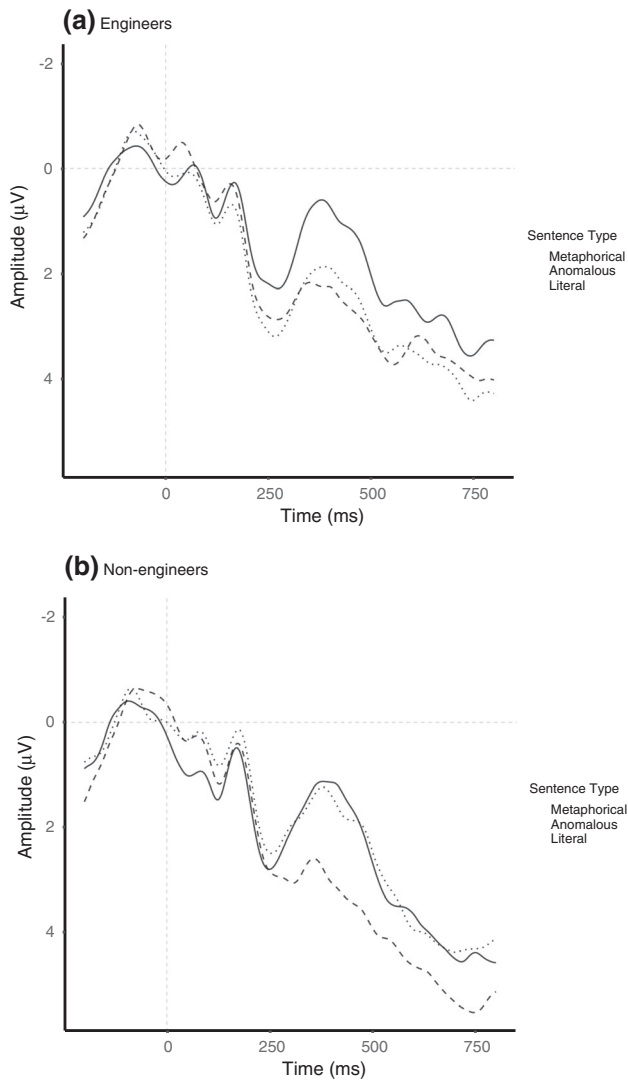 (a) Engineers
-2
0
2
4
Amplitude (μV)
0 250 500 750
Time (ms)
Sentence Type
Metaphorical
Anomalous
Literal
(b) Non-engineers
-2
0
2
4
Amplitude (μV)
0 250 500 750
Time (ms)
Sentence Type
Metaphorical
Anomalous
Literal